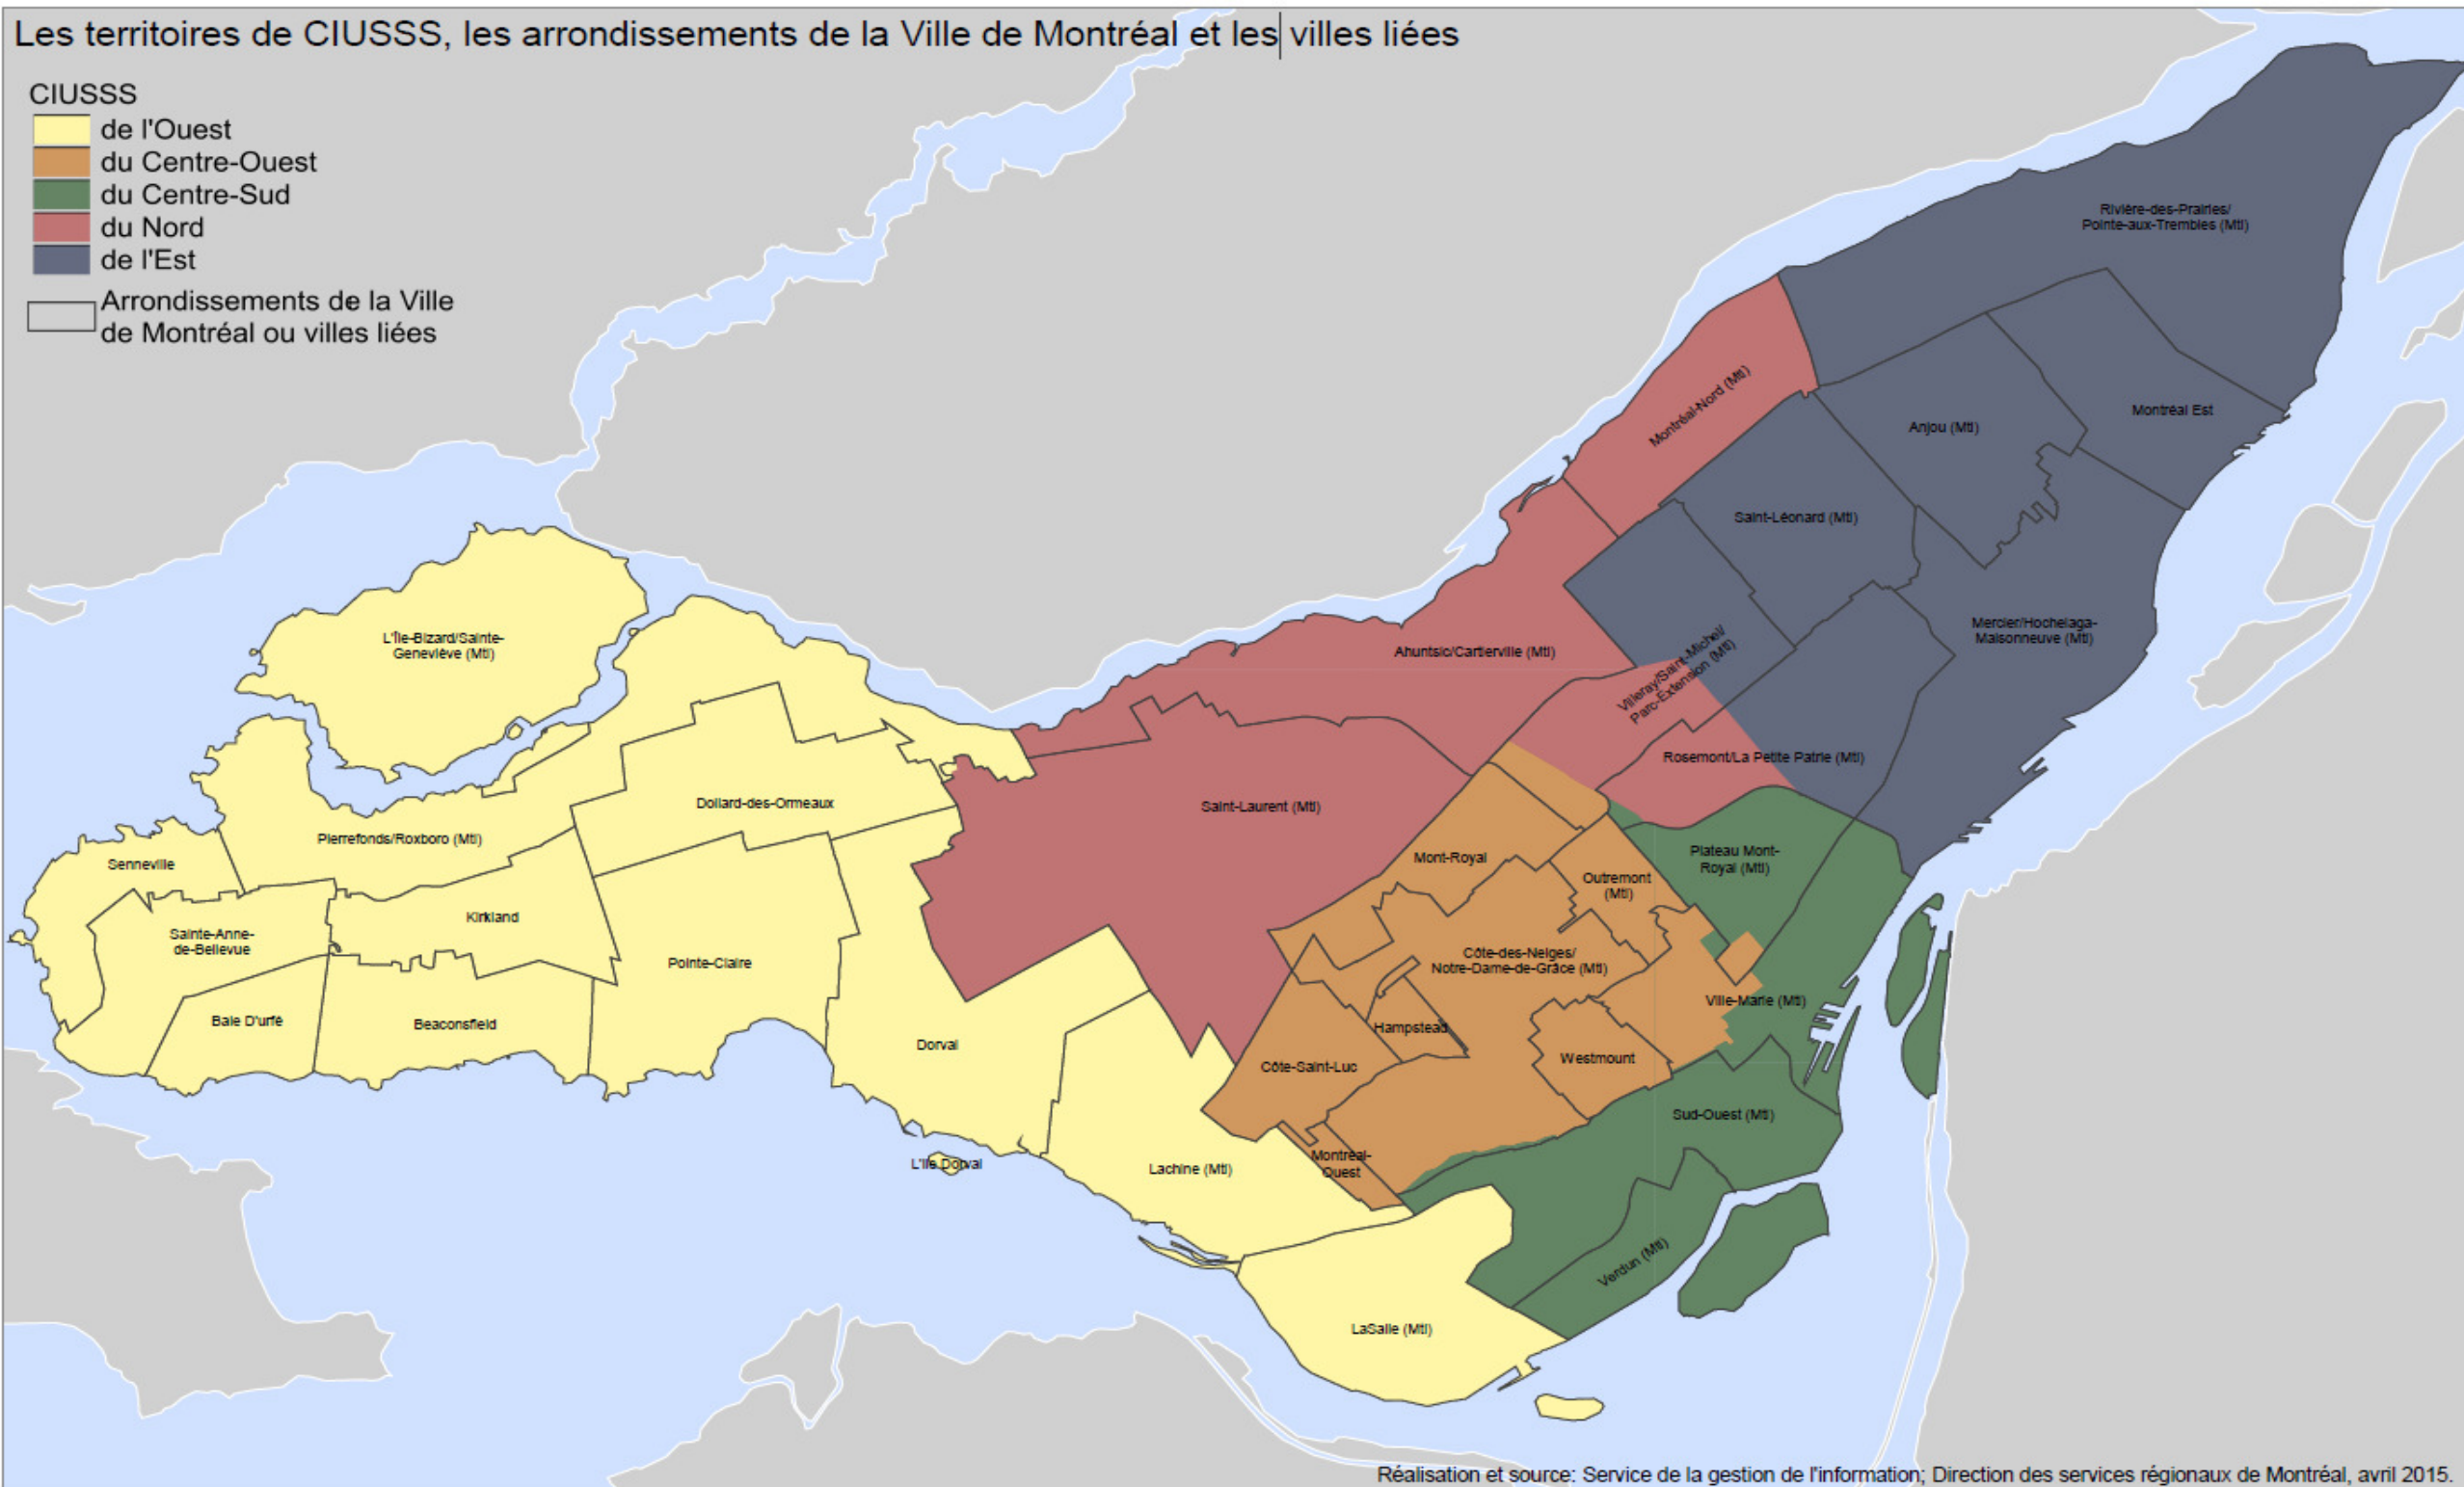 Les territoires de CIUSSS, les arrondissements de la Ville de Montréal et les villes liées
CIUSSS
de l'Ouest
du Centre-Ouest
du Centre-Sud
du Nord
de l'Est
Arrondissements de la Ville
de Montréal ou villes liées
Rivière-des-Prairies/
Pointe-aux-Trembles (Mtl)
Montréal-Nord (Mtl)
Anjou (Mtl)
Montréal Est
Saint-Léonard (Mtl)
Mercier/Hochelaga-
Maisonneuve (Mtl)
L'Île-Bizard/Sainte-
Geneviève (Mtl)
Ahuntsic/Cartierville (Mtl)
Villeray/Saint-Michel/
Parc-Extension (Mtl)
Rosemont/La Petite Patrie (Mtl)
Dollard-des-Ormeaux
Saint-Laurent (Mtl)
Pierrefonds/Roxboro (Mtl)
Senneville
Mont-Royal
Plateau Mont-
Royal (Mtl)
Outremont
(Mtl)
Kirkland
Sainte-Anne-
de-Bellevue
Pointe-Claire
Côte-des-Neiges/
Notre-Dame-de-Grâce (Mtl)
Ville-Marie (Mtl)
Baie D'urfé
Beaconsfield
Dorval
Hampstead
Côte-Saint-Luc
Westmount
Sud-Ouest (Mtl)
L'Ile Dorval
Lachine (Mtl)
Montréal-
Ouest
Verdun (Mtl)
LaSalle (Mtl)
Réalisation et source: Service de la gestion de l'information; Direction des services régionaux de Montréal, avril 2015.